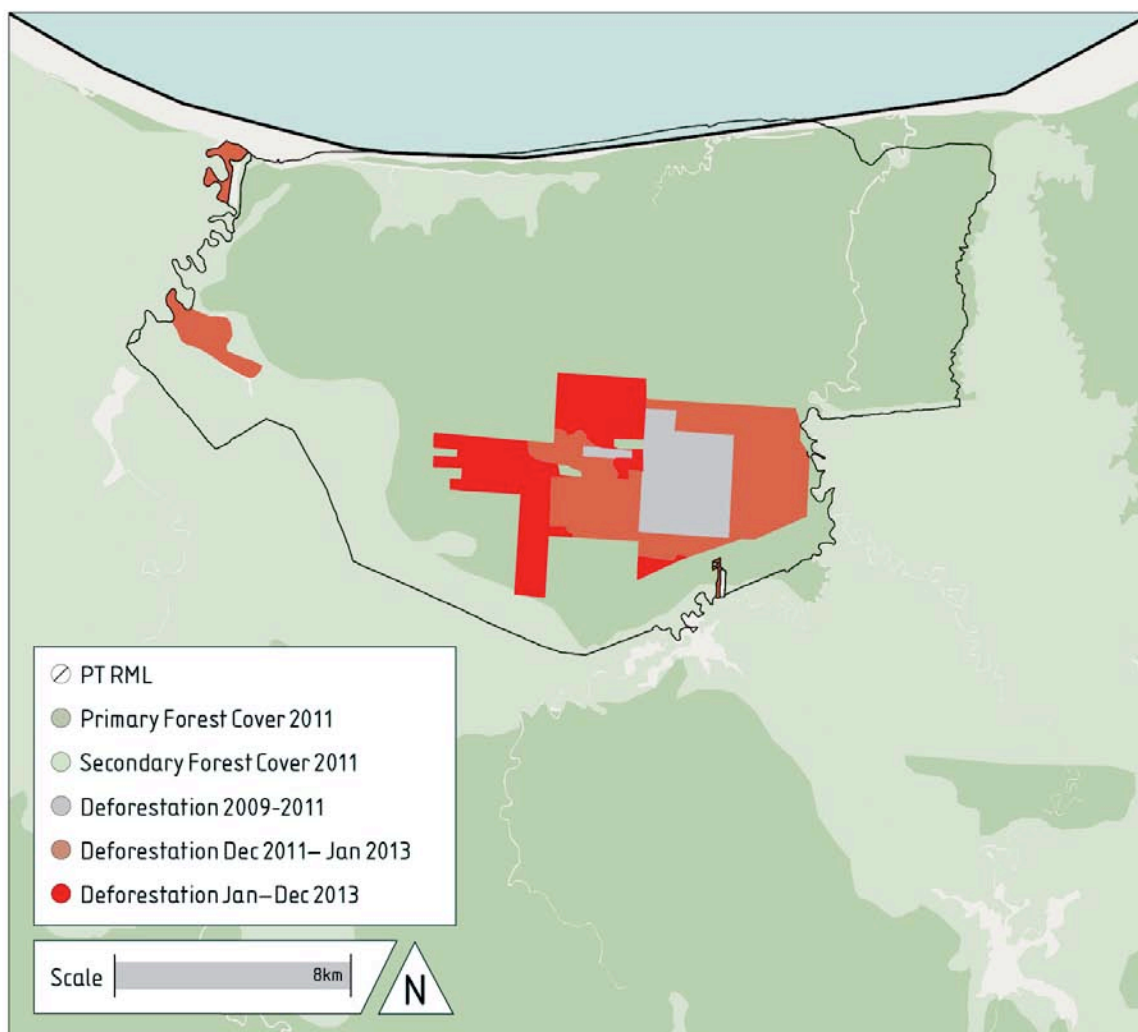 PT RML
Primary Forest Cover 2011
Secondary Forest Cover 2011
Deforestation 2009-2011
Deforestation Dec 2011– Jan 2013
Deforestation Jan–Dec 2013
Scale
8km
N